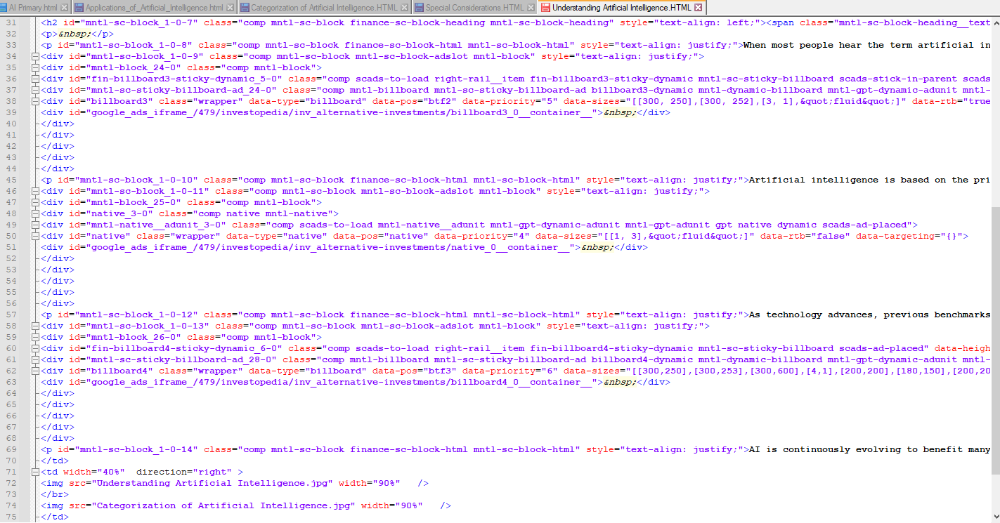 AI Primary.html Applications_of_Artificial_Intelligence.html Categorization of Artificial Intelligence.HTML Special Considerations.HTML Understanding Artificial Intelligence.HTML
31 <h2 id="mntl-sc-block_1-0-7" class="comp mntl-sc-block finance-sc-block-heading mntl-sc-block-heading" style="text-align: left;"><span class="mntl-sc-block-heading__text
32 <p>&nbsp;</p>
33 <p id="mntl-sc-block_1-0-8" class="comp mntl-sc-block finance-sc-block-html mntl-sc-block-html" style="text-align: justify;">When most people hear the term artificial in
34 <div id="mntl-sc-block_1-0-9" class="comp mntl-sc-block mntl-sc-block-adslot mntl-block" style="text-align: justify;">
35 <div id="mntl-block_24-0" class="comp mntl-block">
36 <div id="fin-billboard3-sticky-dynamic_5-0" class="comp scads-to-load right-rail__item fin-billboard3-sticky-dynamic mntl-sc-sticky-billboard scads-stick-in-parent scads
37 <div id="mntl-sc-sticky-billboard-ad_24-0" class="comp mntl-billboard mntl-sc-sticky-billboard-ad billboard3-dynamic mntl-dynamic-billboard mntl-gpt-dynamic-adunit mntl-
38 <div id="billboard3" class="wrapper" data-type="billboard" data-pos="btf2" data-priority="5" data-sizes="[[300, 250],[300, 252],[3, 1],&quot;fluid&quot;]" data-rtb="true
39 <div id="google_ads_iframe_/479/investopedia/inv_alternative-investments/billboard3_0__container__">&nbsp;</div>
40 </div>
41 </div>
42 </div>
43 </div>
44 </div>
45 <p id="mntl-sc-block_1-0-10" class="comp mntl-sc-block finance-sc-block-html mntl-sc-block-html" style="text-align: justify;">Artificial intelligence is based on the pri
46 <div id="mntl-sc-block_1-0-11" class="comp mntl-sc-block mntl-sc-block-adslot mntl-block" style="text-align: justify;">
47 <div id="mntl-block_25-0" class="comp mntl-block">
48 <div id="native_3-0" class="comp native mntl-native">
49 <div id="mntl-native__adunit_3-0" class="comp scads-to-load mntl-native__adunit mntl-gpt-dynamic-adunit mntl-gpt-adunit gpt native dynamic scads-ad-placed">
50 <div id="native" class="wrapper" data-type="native" data-pos="native" data-priority="4" data-sizes="[[1, 3],&quot;fluid&quot;]" data-rtb="false" data-targeting="{}">
51 <div id="google_ads_iframe_/479/investopedia/inv_alternative-investments/native_0__container__">&nbsp;</div>
52 </div>
53 </div>
54 </div>
55 </div>
56 </div>
57 <p id="mntl-sc-block_1-0-12" class="comp mntl-sc-block finance-sc-block-html mntl-sc-block-html" style="text-align: justify;">As technology advances, previous benchmarks
58 <div id="mntl-sc-block_1-0-13" class="comp mntl-sc-block mntl-sc-block-adslot mntl-block" style="text-align: justify;">
59 <div id="mntl-block_26-0" class="comp mntl-block">
60 <div id="fin-billboard4-sticky-dynamic_6-0" class="comp scads-to-load right-rail__item fin-billboard4-sticky-dynamic mntl-sc-sticky-billboard scads-ad-placed" data-heigh
61 <div id="mntl-sc-sticky-billboard-ad_28-0" class="comp mntl-billboard mntl-sc-sticky-billboard-ad billboard4-dynamic mntl-dynamic-billboard mntl-gpt-dynamic-adunit mntl-
62 <div id="billboard4" class="wrapper" data-type="billboard" data-pos="btf3" data-priority="6" data-sizes="[[300,250],[300,253],[300,600],[4,1],[200,200],[180,150],[200,20
63 <div id="google_ads_iframe_/479/investopedia/inv_alternative-investments/billboard4_0__container__">&nbsp;</div>
64 </div>
65 </div>
66 </div>
67 </div>
68 </div>
69 <p id="mntl-sc-block_1-0-14" class="comp mntl-sc-block finance-sc-block-html mntl-sc-block-html" style="text-align: justify;">AI is continuously evolving to benefit many
70 </td>
71 <td width="40%"  direction="right" >
72 <img src="Understanding Artificial Intelligence.jpg" width="90%"   />
73 </br>
74 <img src="Categorization of Artificial Intelligence.jpg" width="90%"   />
75 </td>